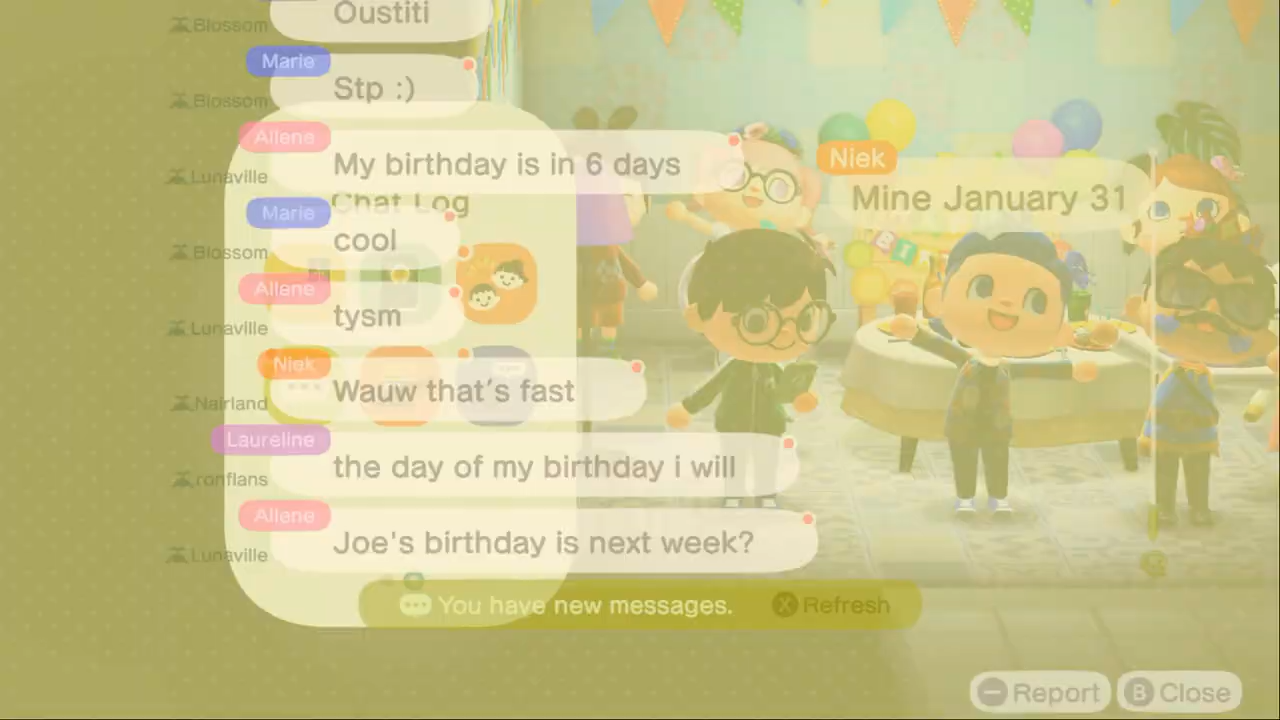 Oustiti
Blossom
Marie
Stp :)
Blossom
Allene
My birthday is in 6 days
Lunaville
Niek
Mine January 31
Chat Log
Marie
cool
Blossom
Allene
tysm
Lunaville
Niek
Wauw that's fast
Nairland
Laureline
the day of my birthday i will
ronflans
Allene
Joe's birthday is next week?
Lunaville
You have new messages.
X Refresh
Report
B Close